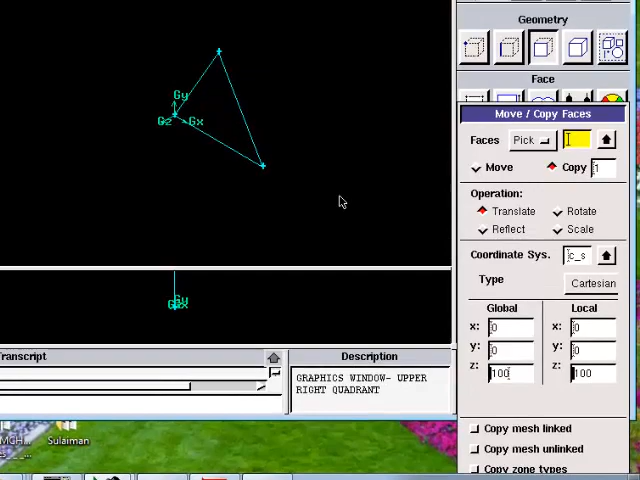 Geometry
Face
Move / Copy Faces
Faces Pick
Move Copy 1
Operation:
Translate Rotate
Reflect Scale
Coordinate Sys. c_s
Type Cartesian
Global Local
x: 0 x: 0
y: 0 y: 0
z: 100 z: 100
Copy mesh linked
Copy mesh unlinked
Copy zone types
Gy
Gz Gx
Gy
Transcript
Description
GRAPHICS WINDOW- UPPER
RIGHT QUADRANT
Sulaiman